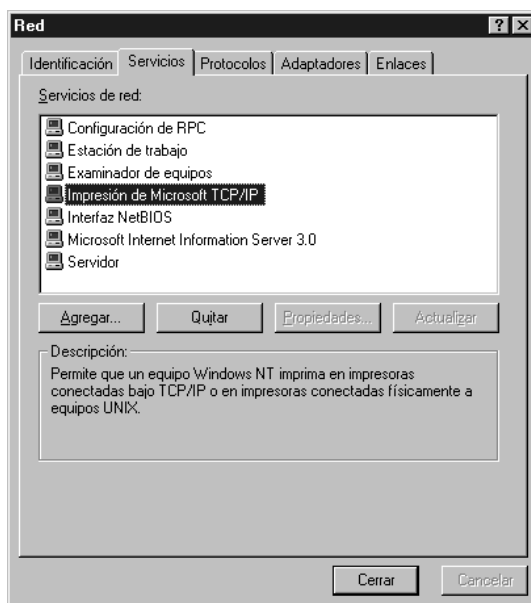 Red
Identificación Servicios Protocolos Adaptadores Enlaces
Servicios de red:
Configuración de RPC
Estación de trabajo
Examinador de equipos
Impresión de Microsoft TCP/IP
Interfaz NetBIOS
Microsoft Internet Information Server 3.0
Servidor
Agregar... Quitar Propiedades... Actualizar
Descripción:
Permite que un equipo Windows NT imprima en impresoras
conectadas bajo TCP/IP o en impresoras conectadas físicamente a
equipos UNIX.
Cerrar Cancelar